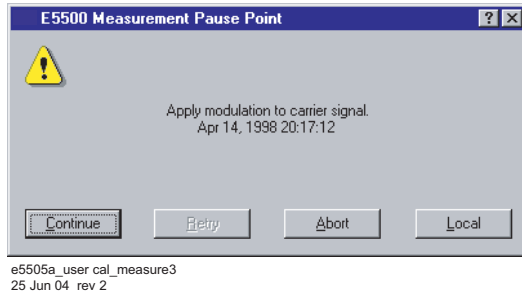 E5500 Measurement Pause Point ? X
!
Apply modulation to carrier signal.
Apr 14, 1998 20:17:12
Continue Retry Abort Local
e5505a_user cal_measure3
25 Jun 04 rev 2